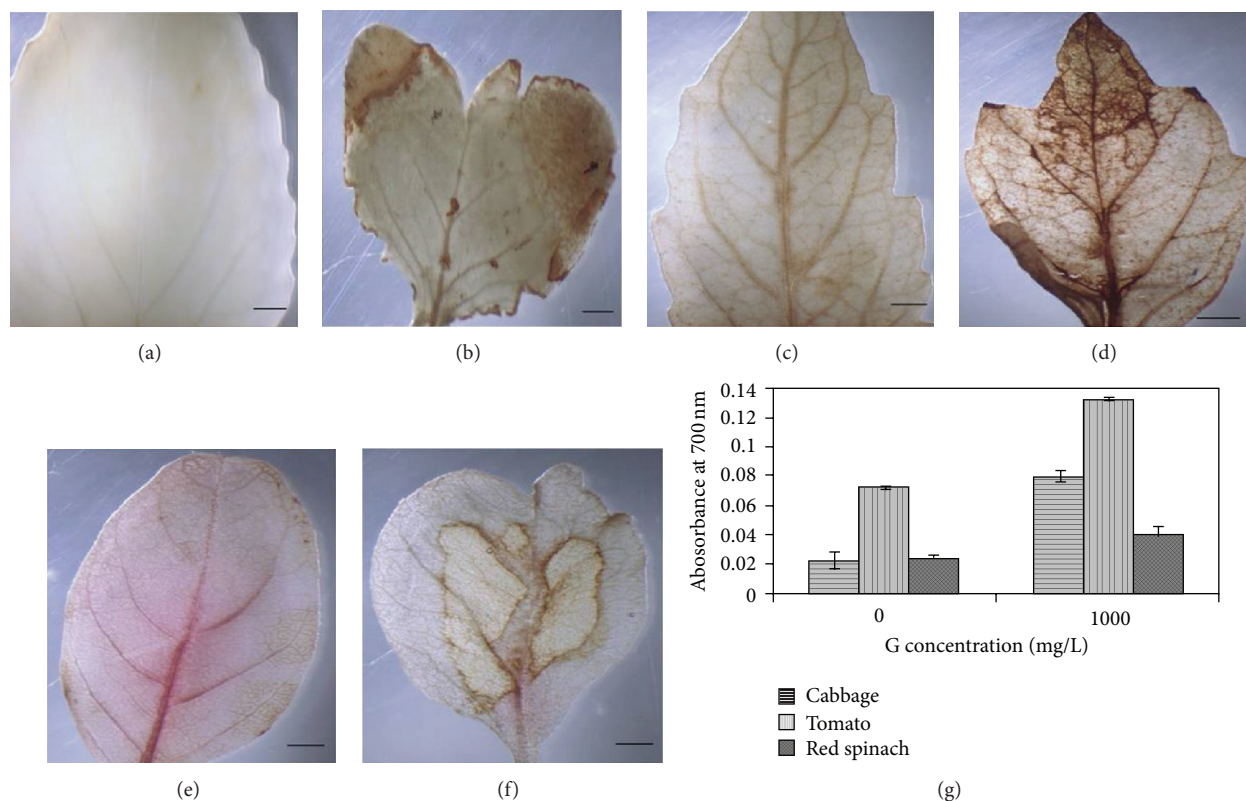 (a)
(b)
(c)
(d)
(e)
(f)
Abosorbance at 700 nm
0.14
0.12
0.1
0.08
0.06
0.04
0.02
0
0
1000
G concentration (mg/L)
Cabbage
Tomato
Red spinach
(g)